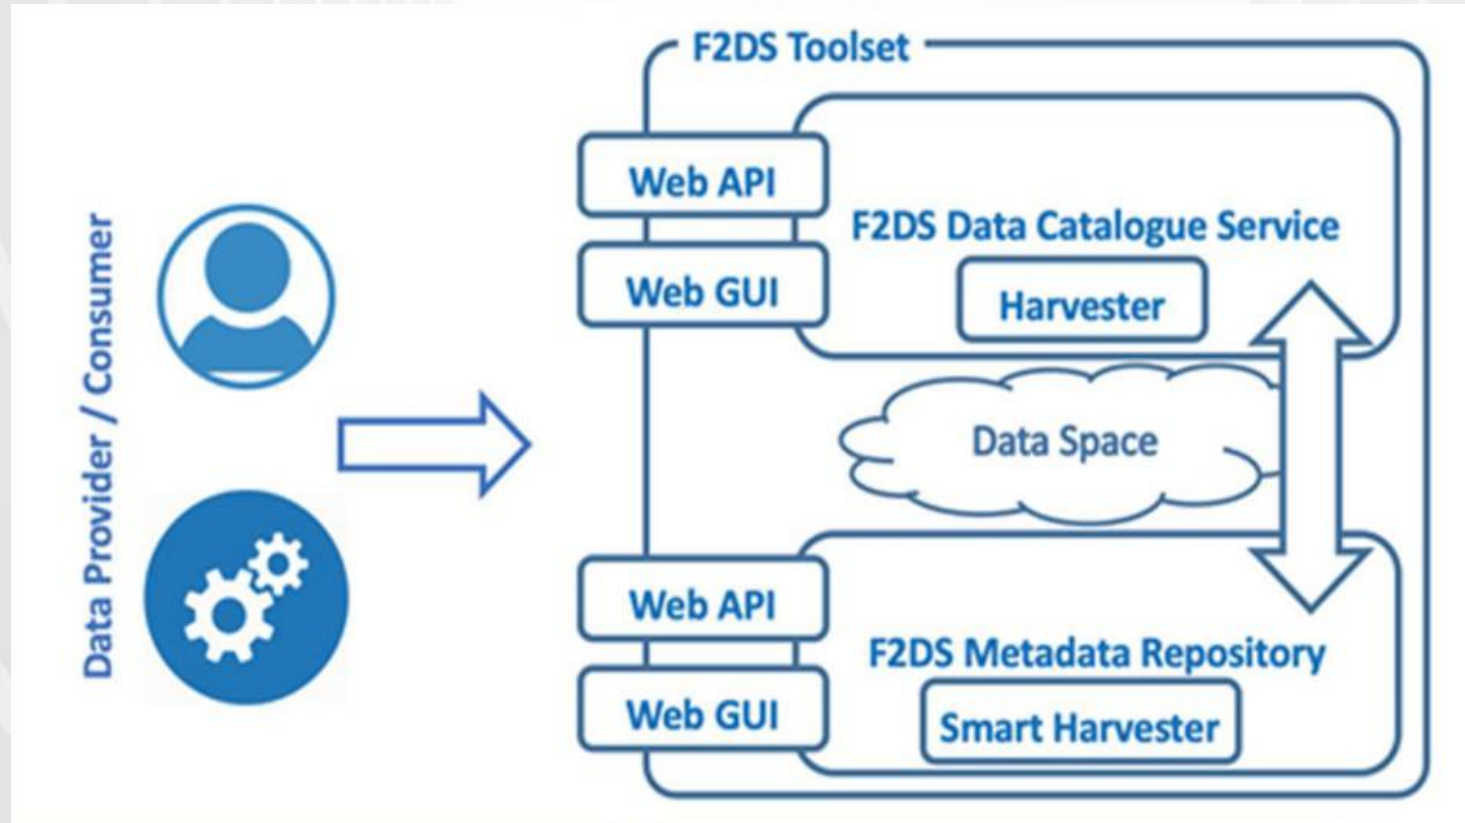 Data Provider / Consumer
F2DS Toolset
Web API
Web GUI
F2DS Data Catalogue Service
Harvester
Data Space
Web API
Web GUI
F2DS Metadata Repository
Smart Harvester